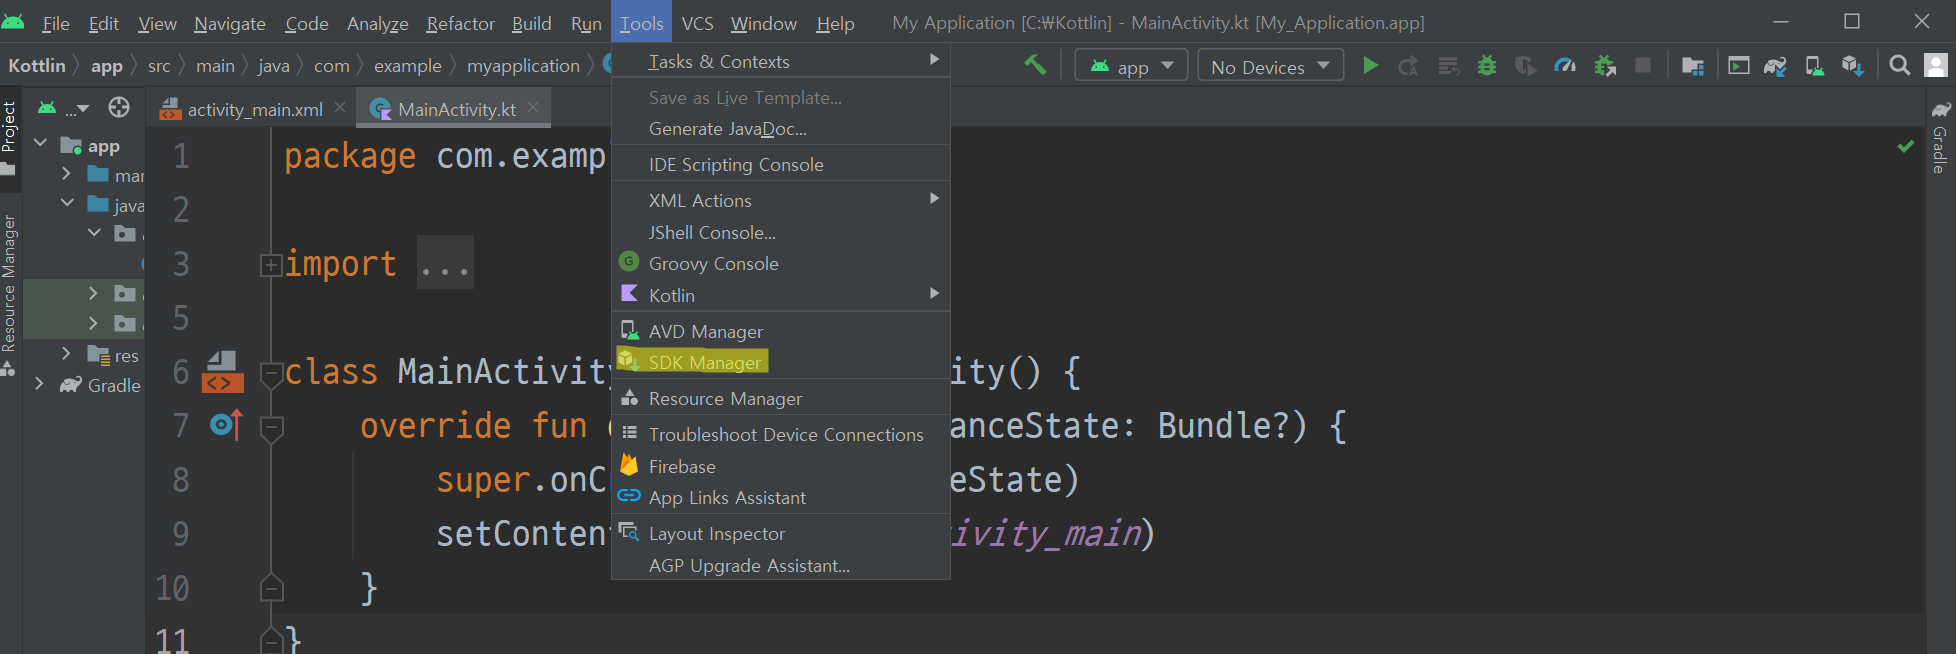 File Edit View Navigate Code Analyze Refactor Build Run Tools VCS Window Help My Application [C:₩Kottlin] - MainActivity.kt [My_Application.app]
Kottlin app src main java com example myapplication
app No Devices
Project
Resource Manager
...
app
java
res
Gradle
activity_main.xml MainActivity.kt
1 package com.examp
2
3 import ...
5
6 class MainActivity ity() {
7 override fun anceState: Bundle?) {
8 super.onC eState)
9 setConten ivity_main)
10 }
11 }
Tasks & Contexts
Save as Live Template...
Generate JavaDoc...
IDE Scripting Console
XML Actions
JShell Console...
Groovy Console
Kotlin
AVD Manager
SDK Manager
Resource Manager
Troubleshoot Device Connections
Firebase
App Links Assistant
Layout Inspector
AGP Upgrade Assistant...
Gradle